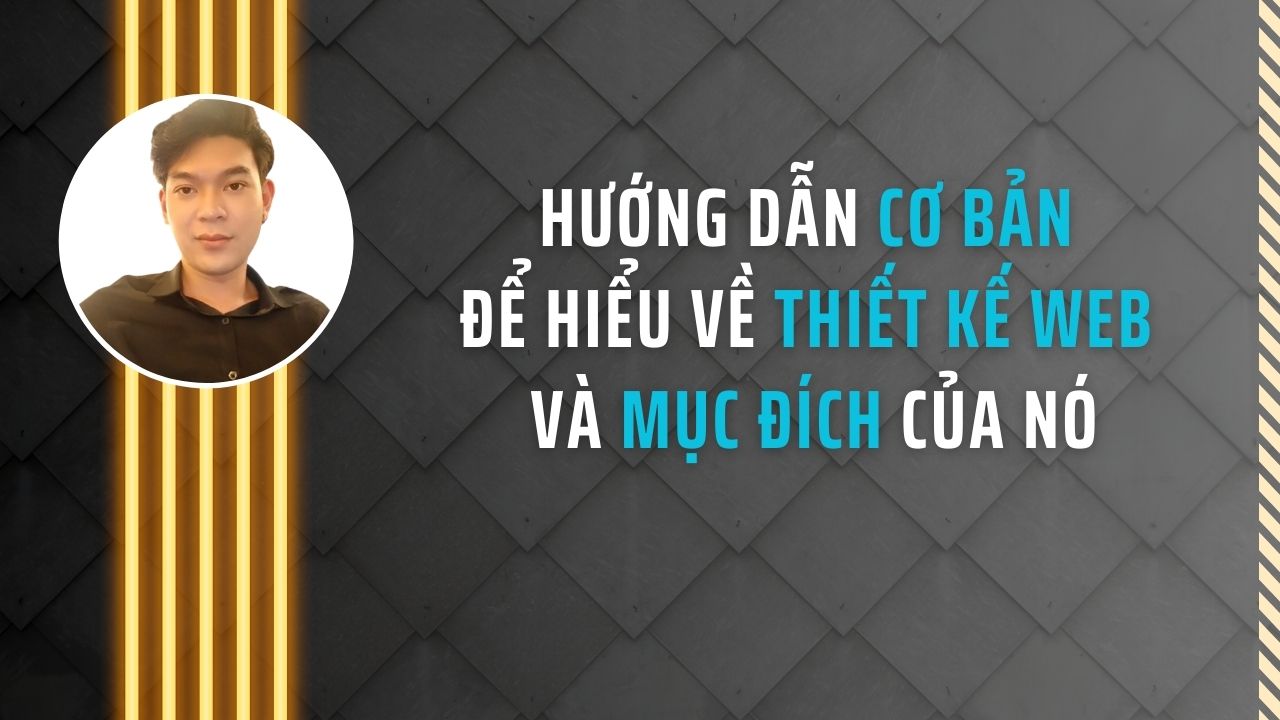 HƯỚNG DẪN CƠ BẢN
ĐỂ HIỂU VỀ THIẾT KẾ WEB
VÀ MỤC ĐÍCH CỦA NÓ